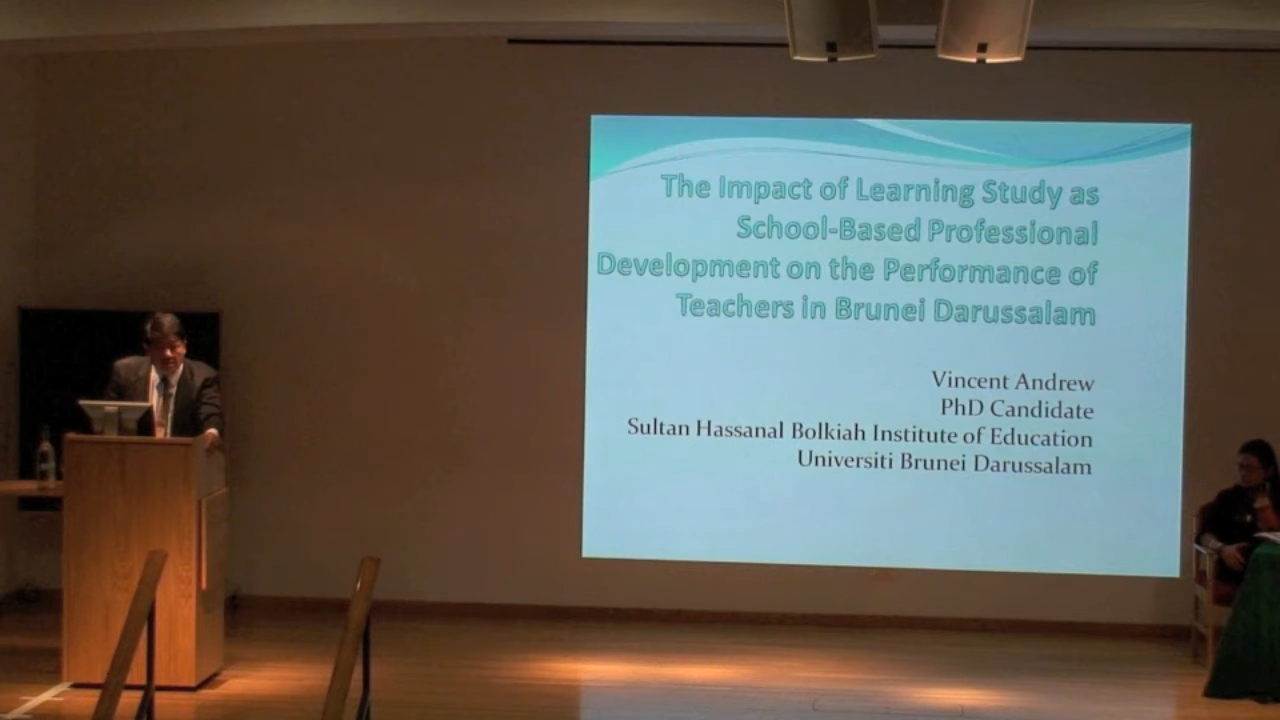 The Impact of Learning Study as
School-Based Professional
Development on the Performance of
Teachers in Brunei Darussalam
Vincent Andrew
PhD Candidate
Sultan Hassanal Bolkiah Institute of Education
Universiti Brunei Darussalam